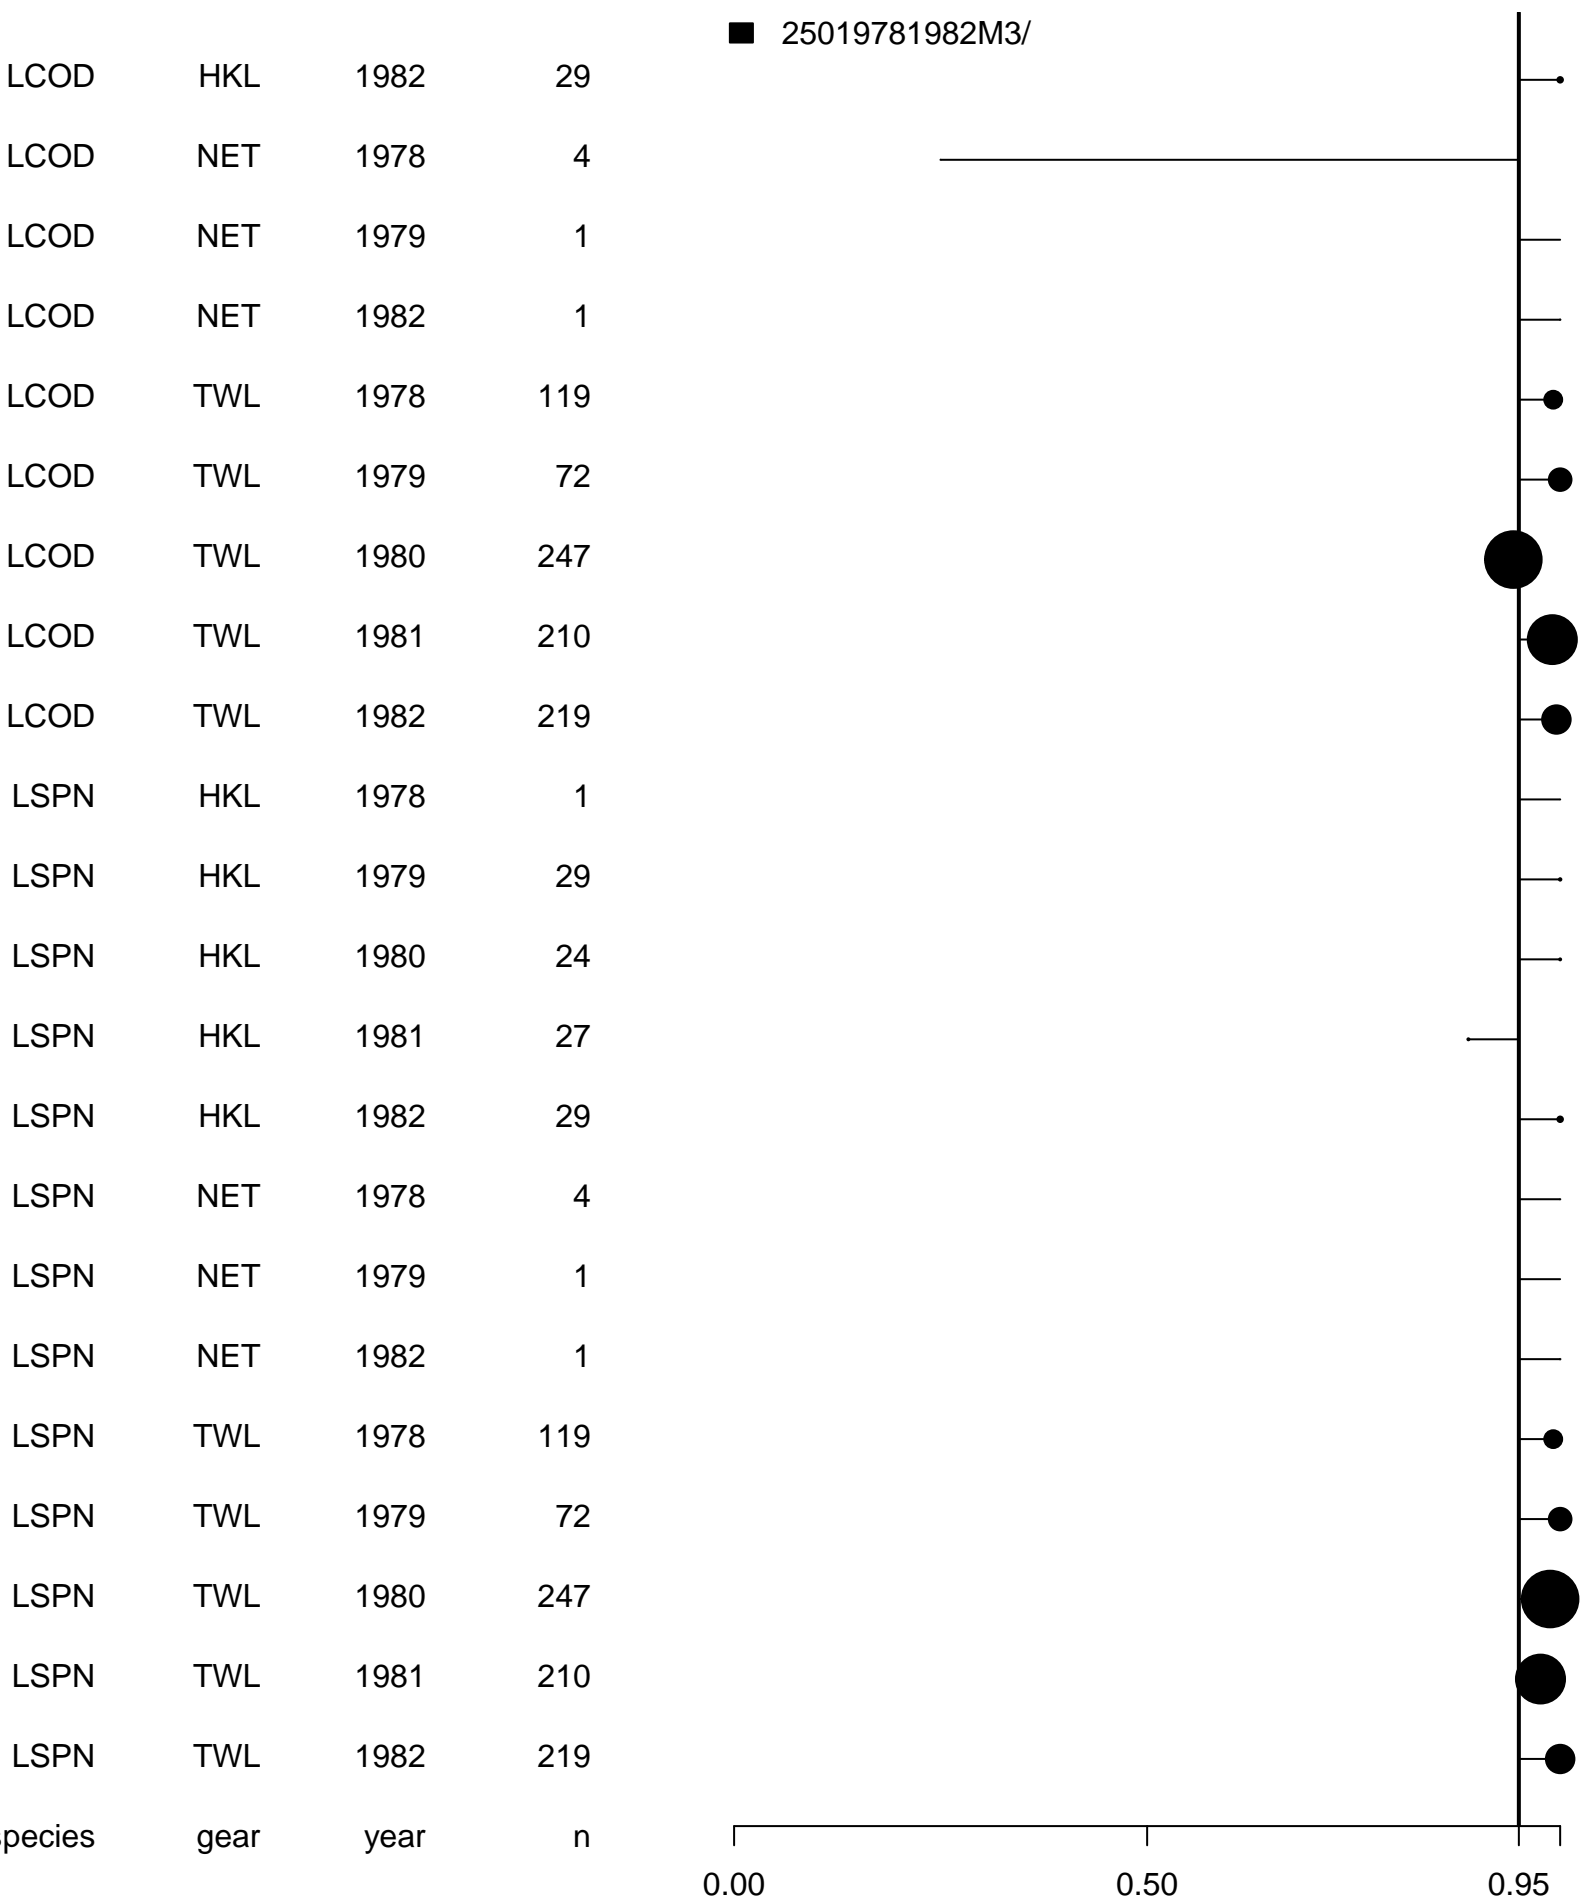 25019781982M3/
LCOD HKL 1982 29
LCOD NET 1978 4
LCOD NET 1979 1
LCOD NET 1982 1
LCOD TWL 1978 119
LCOD TWL 1979 72
LCOD TWL 1980 247
LCOD TWL 1981 210
LCOD TWL 1982 219
LSPN HKL 1978 1
LSPN HKL 1979 29
LSPN HKL 1980 24
LSPN HKL 1981 27
LSPN HKL 1982 29
LSPN NET 1978 4
LSPN NET 1979 1
LSPN NET 1982 1
LSPN TWL 1978 119
LSPN TWL 1979 72
LSPN TWL 1980 247
LSPN TWL 1981 210
LSPN TWL 1982 219
species gear year n
0.00 0.50 0.95